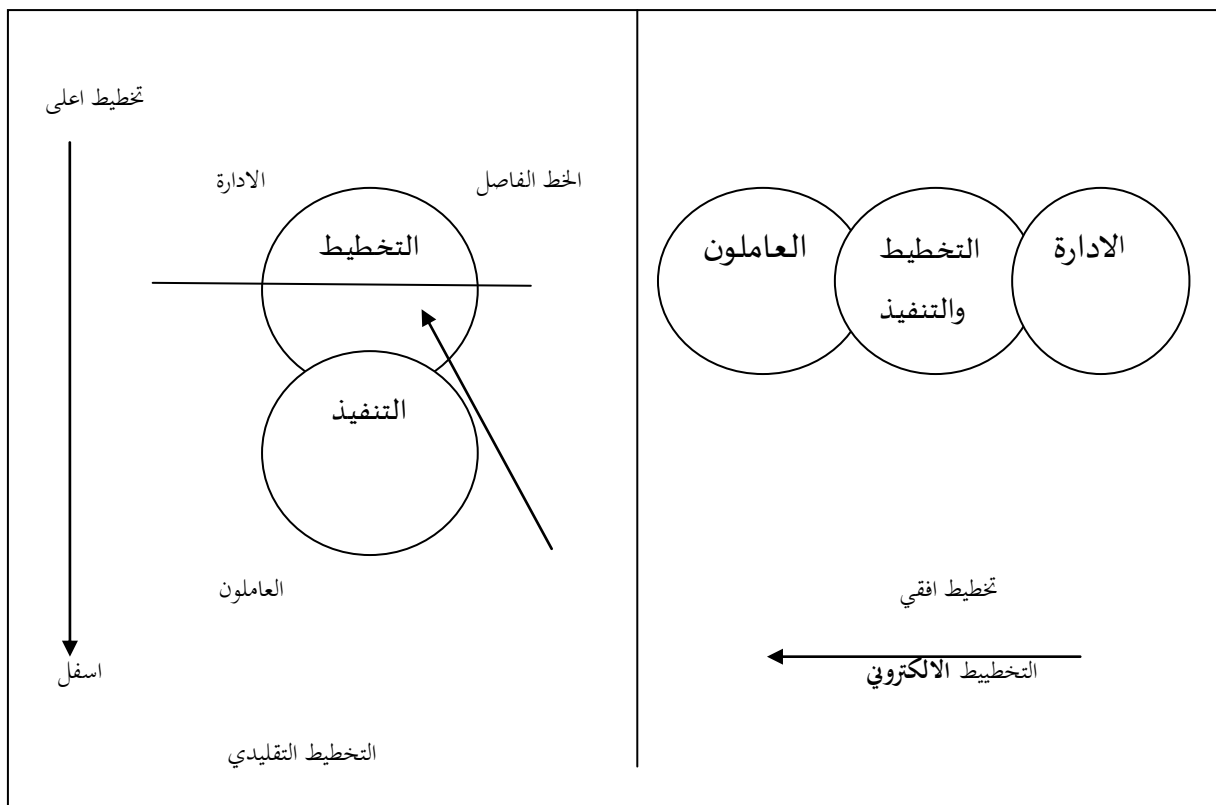 الادارة
التخطيط
والتنفيذ
العاملون
تخطيط افقي
التخطييط الالكتروني
تخطيط اعلى
الخط الفاصل
الادارة
التخطيط
التنفيذ
العاملون
اسفل
التخطيط التقليدي